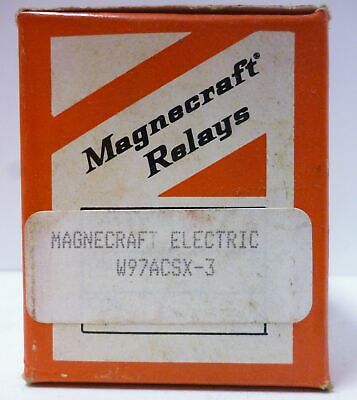 Magnecraft®
Relays
MAGNECRAFT ELECTRIC
W97ACSX-3